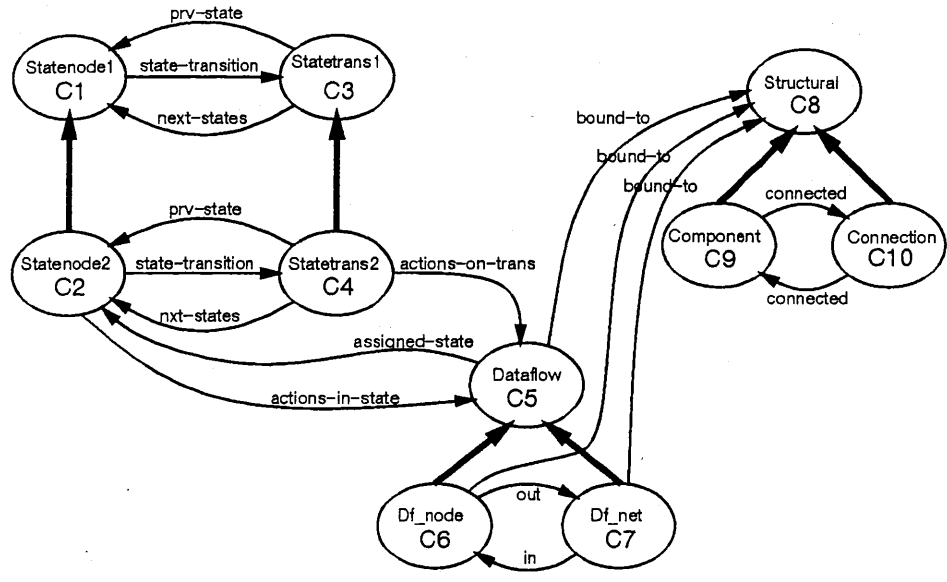 prv-state
Statenode1
C1
state-transition
Statetrans1
C3
next-states
Structural
C8
bound-to
bound-to
bound-to
connected
Component
C9
Connection
C10
connected
prv-state
Statenode2
C2
state-transition
Statetrans2
C4
actions-on-trans
nxt-states
assigned-state
actions-in-state
Dataflow
C5
Df_node
C6
out
Df_net
C7
in